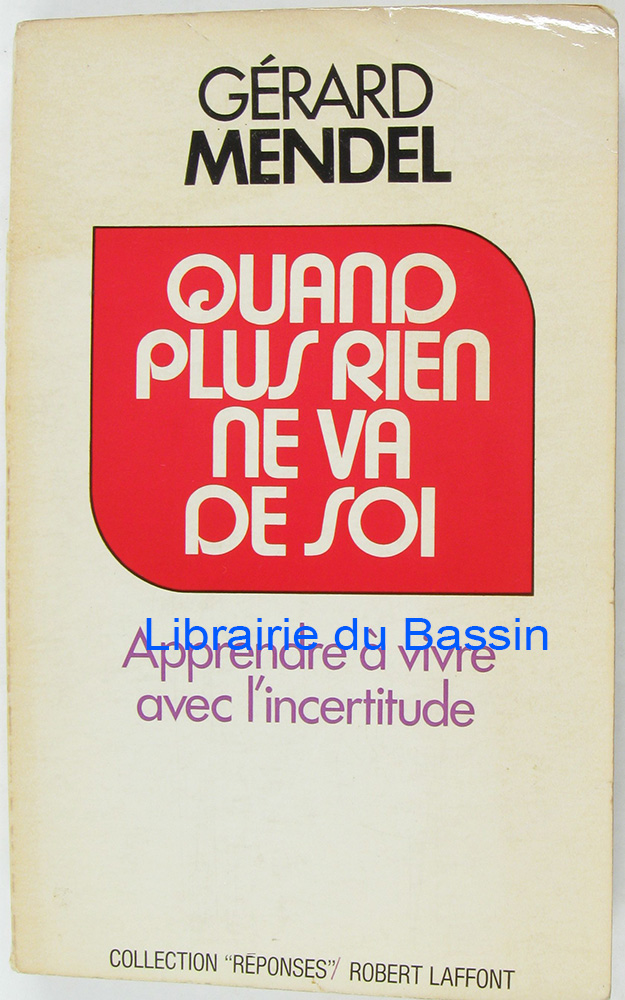 GÉRARD
MENDEL
QUAND
PLUS RIEN
NE VA
DE SOI
Librairie du Bassin
Apprendre à vivre
avec l'incertitude
COLLECTION "RÉPONSES"/ ROBERT LAFFONT